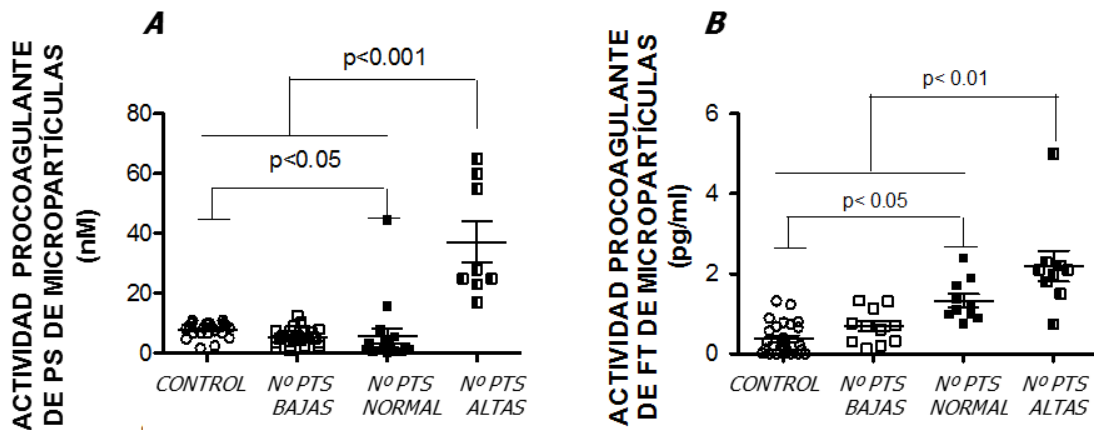 A
ACTIVIDAD PROCOAGULANTE
DE PS DE MICROPARTÍCULAS
(nM)
p<0.001
p<0.05
80
60
40
20
0
CONTROL
Nº PTS
BAJAS
Nº PTS
NORMAL
Nº PTS
ALTAS
B
ACTIVIDAD PROCOAGULANTE
DE FT DE MICROPARTÍCULAS
(pg/ml)
p< 0.01
p< 0.05
6
4
2
0
CONTROL
Nº PTS
BAJAS
Nº PTS
NORMAL
Nº PTS
ALTAS